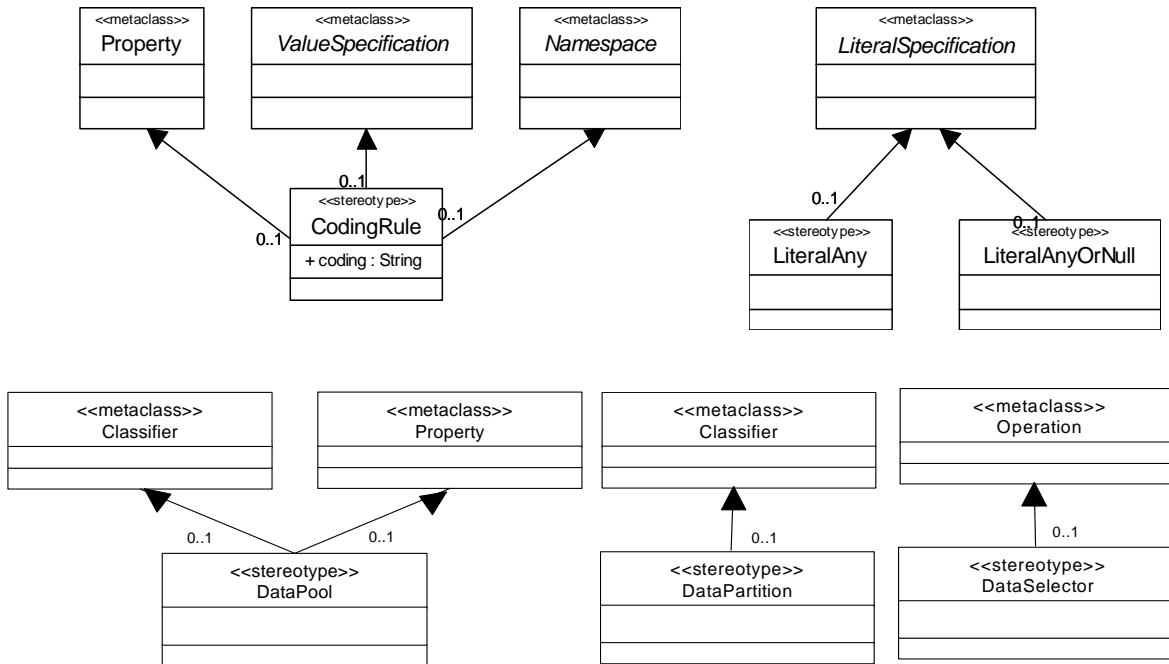 <<metaclass>>
Property
<<metaclass>>
ValueSpecification
<<metaclass>>
Namespace
<<metaclass>>
LiteralSpecification
0..1
0..1
0..1
<<stereotype>>
CodingRule
+ coding : String
0..1
0..1
<<stereotype>>
LiteralAny
<<stereotype>>
LiteralAnyOrNull
<<metaclass>>
Classifier
<<metaclass>>
Property
<<metaclass>>
Classifier
<<metaclass>>
Operation
0..1
0..1
0..1
0..1
<<stereotype>>
DataPool
<<stereotype>>
DataPartition
<<stereotype>>
DataSelector